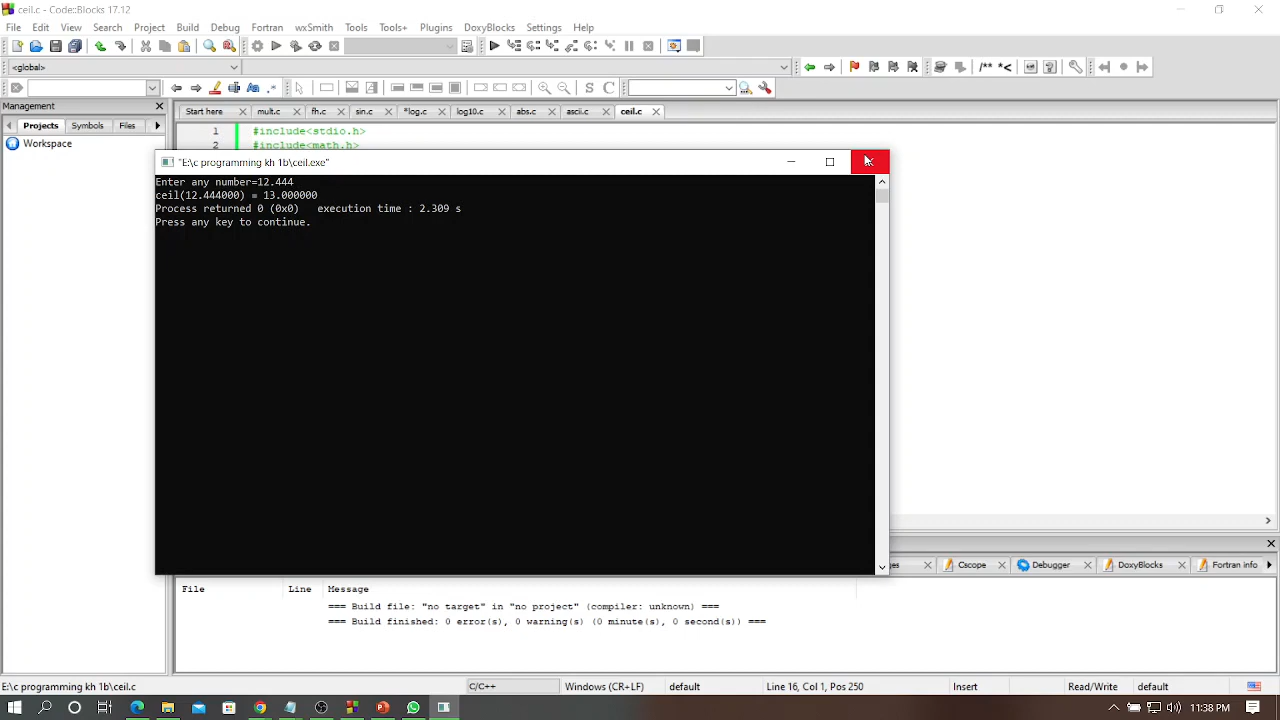 ceil.c - Code::Blocks 17.12
File Edit View Search Project Build Debug Fortran wxSmith Tools Tools+ Plugins DoxyBlocks Settings Help
<global>
/** *<
S C
Management
Projects Symbols Files
Workspace
Start here mult.c fh.c sin.c *log.c log10.c abs.c ascii.c ceil.c
1 #include<stdio.h>
2 #include<math.h>
"E:\c programming kh 1b\ceil.exe"
Enter any number=12.444
ceil(12.444000) = 13.000000
Process returned 0 (0x0)   execution time : 2.309 s
Press any key to continue.
Cscope Debugger DoxyBlocks Fortran info
File Line Message
=== Build file: "no target" in "no project" (compiler: unknown) ===
=== Build finished: 0 error(s), 0 warning(s) (0 minute(s), 0 second(s)) ===
E:\c programming kh 1b\ceil.c C/C++ Windows (CR+LF) default Line 16, Col 1, Pos 250 Insert Read/Write default
11:38 PM